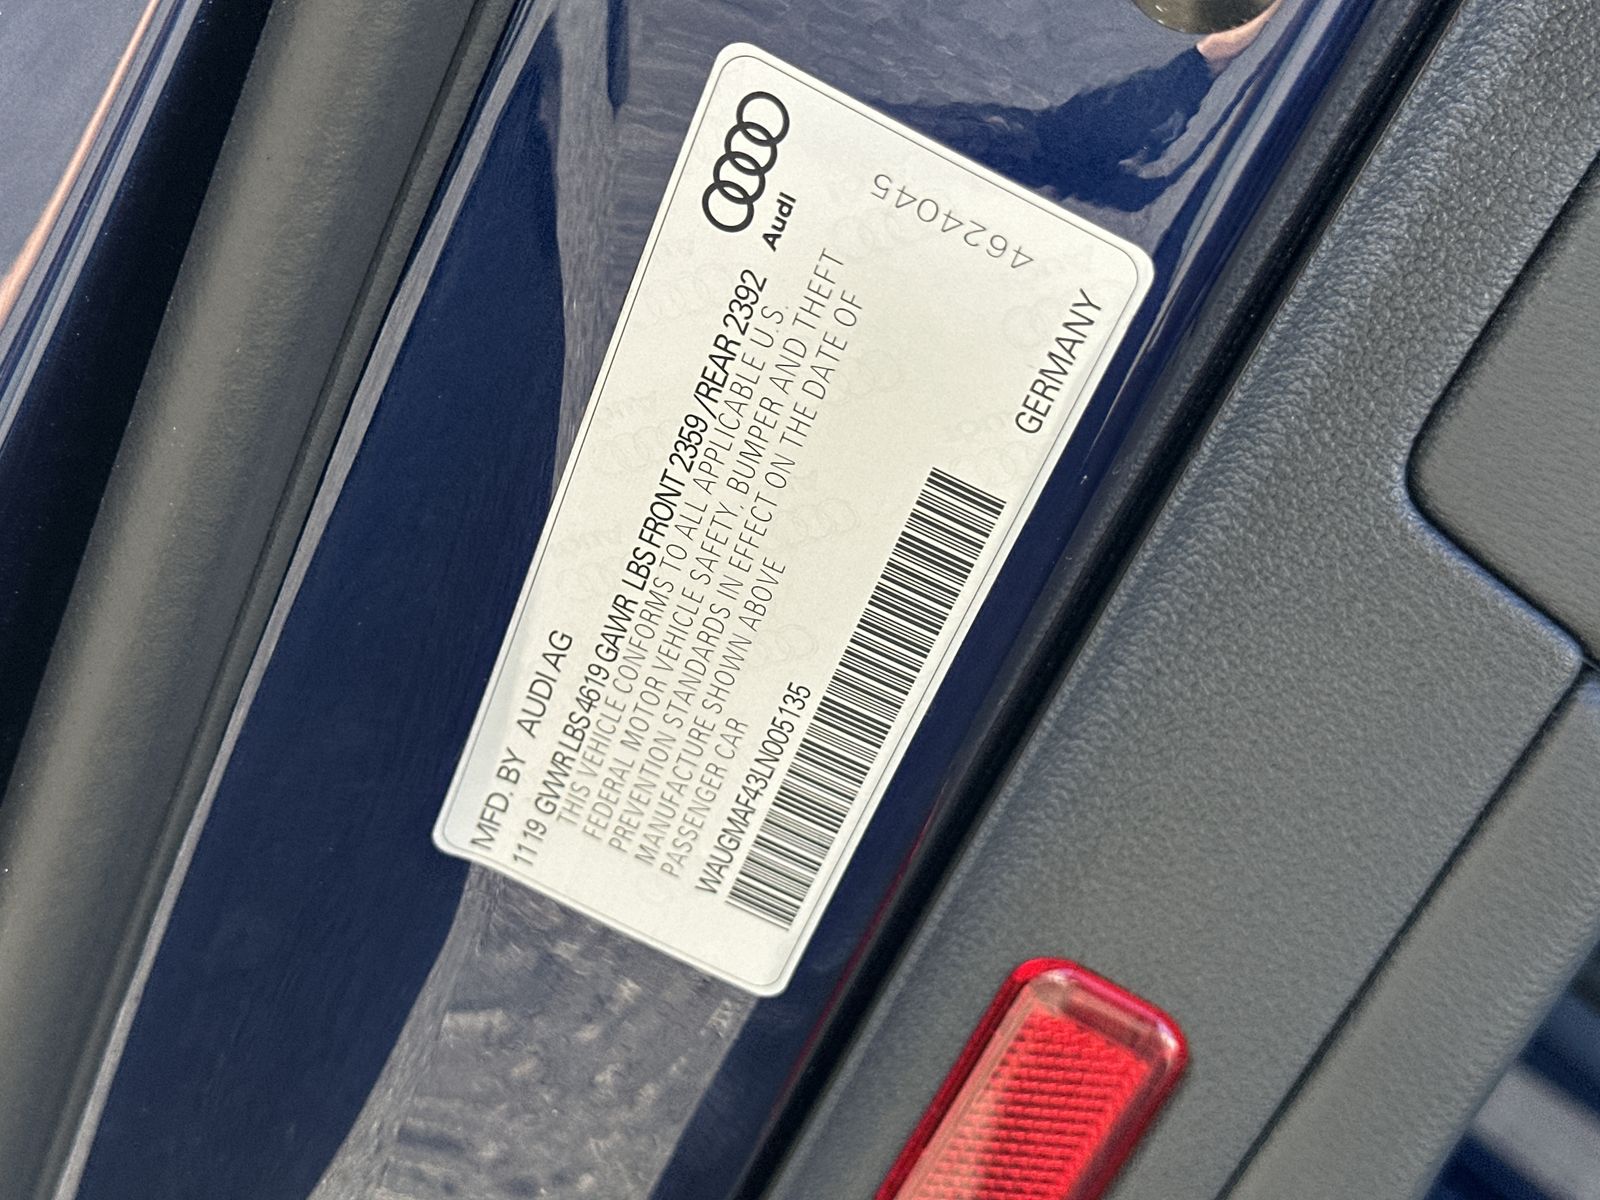 Audi
4624045
MFD. BY AUDI AG
1119 GVWR LBS 4619 GAWR LBS FRONT 2359/REAR 2392
THIS VEHICLE CONFORMS TO ALL APPLICABLE U.S.
FEDERAL MOTOR VEHICLE SAFETY, BUMPER AND THEFT
PREVENTION STANDARDS IN EFFECT ON THE DATE OF
MANUFACTURE SHOWN ABOVE
PASSENGER CAR
WAUGMAF43LN005135
GERMANY